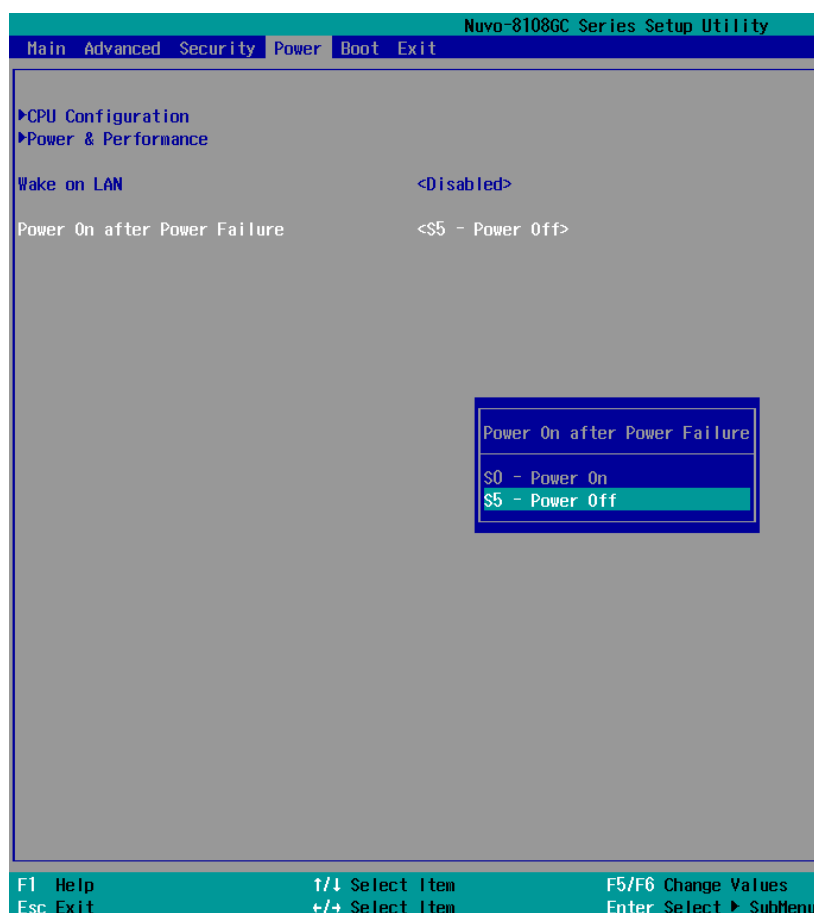 Nuvo-8108GC Series Setup Utility
Main Advanced Security Power Boot Exit
▶CPU Configuration
▶Power & Performance
Wake on LAN <Disabled>
Power On after Power Failure <S5 - Power Off>
Power On after Power Failure
S0 - Power On
S5 - Power Off
F1 Help ↑/↓ Select Item F5/F6 Change Values
Esc Exit ←/→ Select Item Enter Select ▶ SubMenu